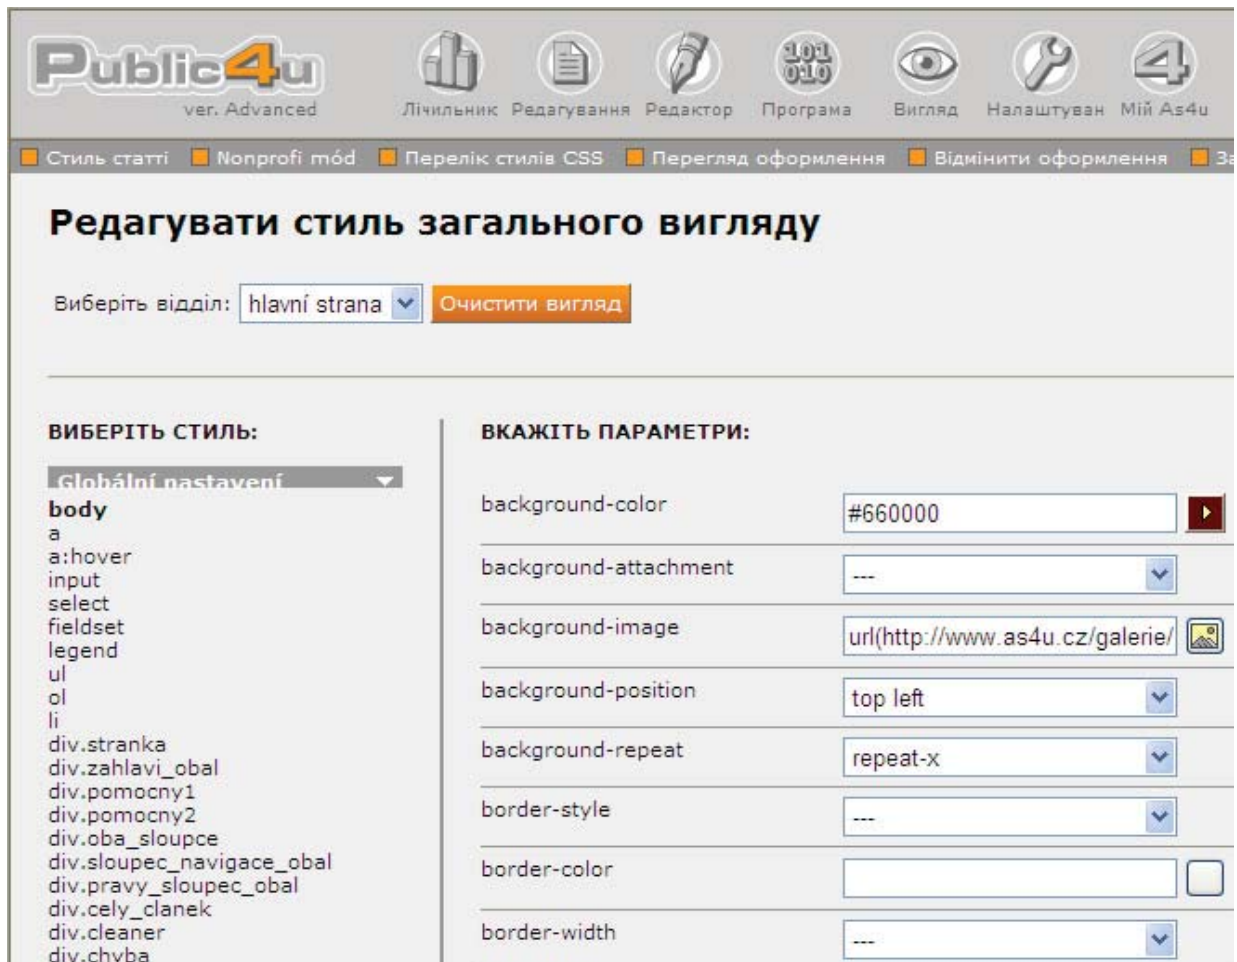 Public4u
ver. Advanced
Лічильник Редагування Редактор Програма Вигляд Налаштуван Мій As4u
Стиль статті Nonprofi mód Перелік стилів CSS Перегляд оформлення Відмінити оформлення За
Редагувати стиль загального вигляду
Виберіть відділ: hlavní strana Очистити вигляд
ВИБЕРІТЬ СТИЛЬ:
Globální nastavení
body
a
a:hover
input
select
fieldset
legend
ul
ol
li
div.stranka
div.zahlavi_obal
div.pomocny1
div.pomocny2
div.oba_sloupce
div.sloupec_navigace_obal
div.pravy_sloupec_obal
div.cely_clanek
div.cleaner
div.chyba
ВКАЖІТЬ ПАРАМЕТРИ:
background-color #660000
background-attachment ---
background-image url(http://www.as4u.cz/galerie/
background-position top left
background-repeat repeat-x
border-style ---
border-color
border-width ---